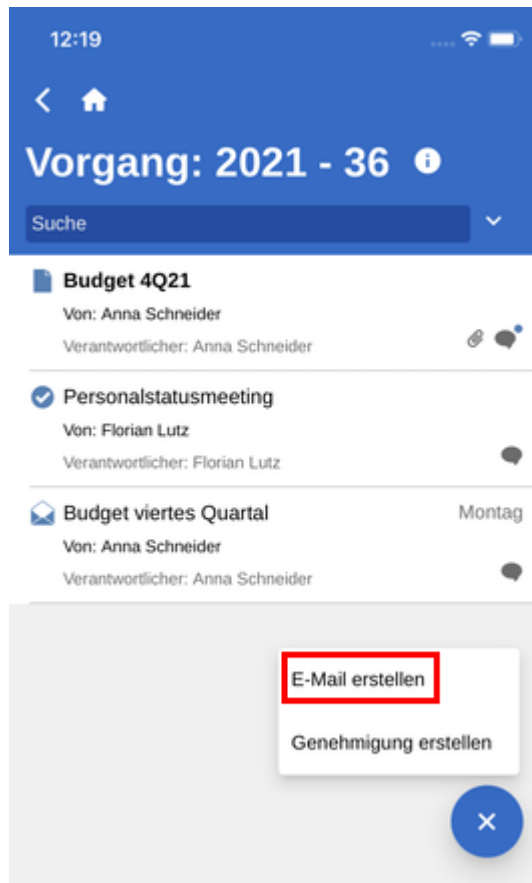 12:19
Vorgang: 2021 - 36
Suche
Budget 4Q21
Von: Anna Schneider
Verantwortlicher: Anna Schneider
Personalstatusmeeting
Von: Florian Lutz
Verantwortlicher: Florian Lutz
Budget viertes Quartal
Montag
Von: Anna Schneider
Verantwortlicher: Anna Schneider
E-Mail erstellen
Genehmigung erstellen